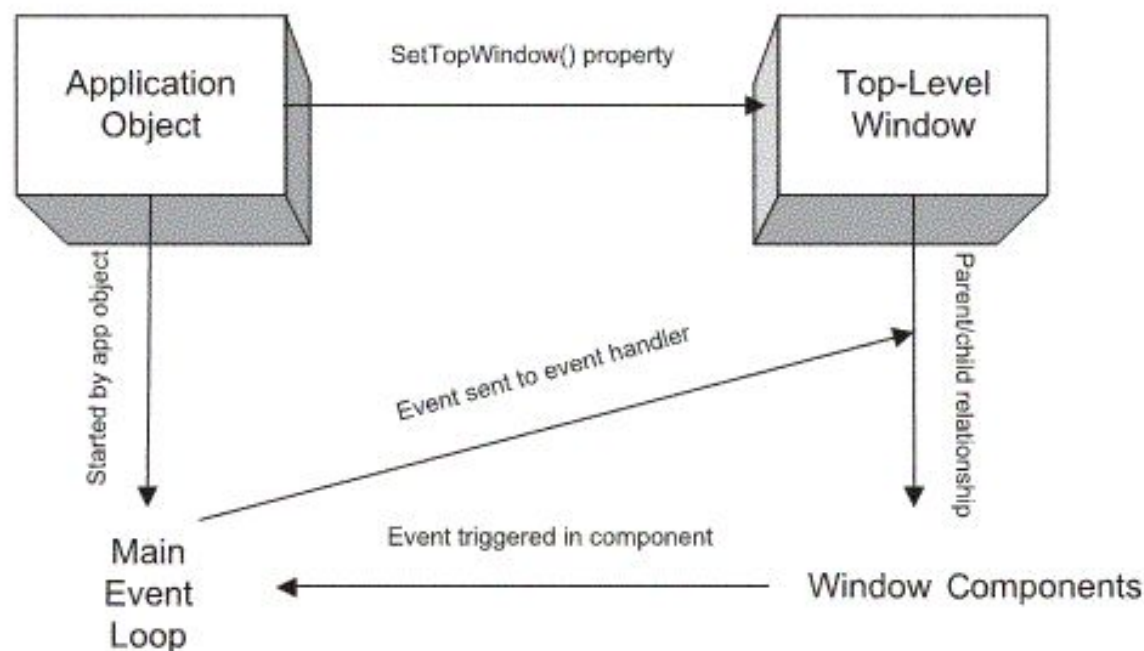 Application
Object
SetTopWindow() property
Top-Level
Window
Started by app object
Parent/child relationship
Event sent to event handler
Event triggered in component
Main
Event
Loop
Window Components